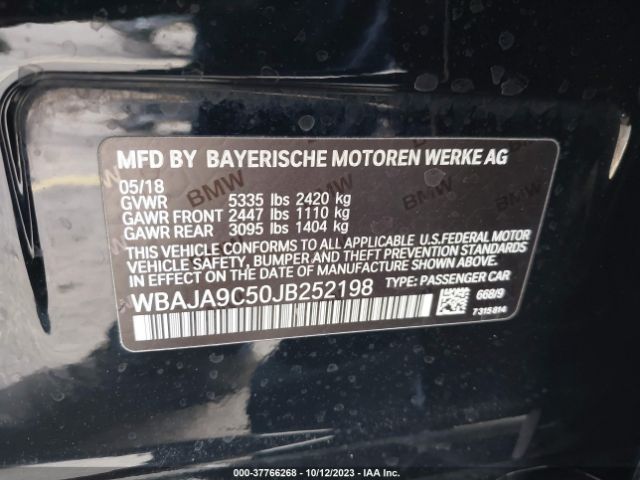 MFD BY BAYERISCHE MOTOREN WERKE AG
05/18
GVWR 5335 lbs 2420 kg
GAWR FRONT 2447 lbs 1110 kg
GAWR REAR 3095 lbs 1404 kg
THIS VEHICLE CONFORMS TO ALL APPLICABLE U.S.FEDERAL MOTOR
VEHICLE SAFETY, BUMPER AND THEFT PREVENTION STANDARDS
IN EFFECT ON THE DATE OF MANUFACTURE SHOWN ABOVE.
WBAJA9C50JB252198 TYPE: PASSENGER CAR
668/9
7315814
BMW
BMW
BMW
000-37766268 - 10/12/2023 - IAA Inc.